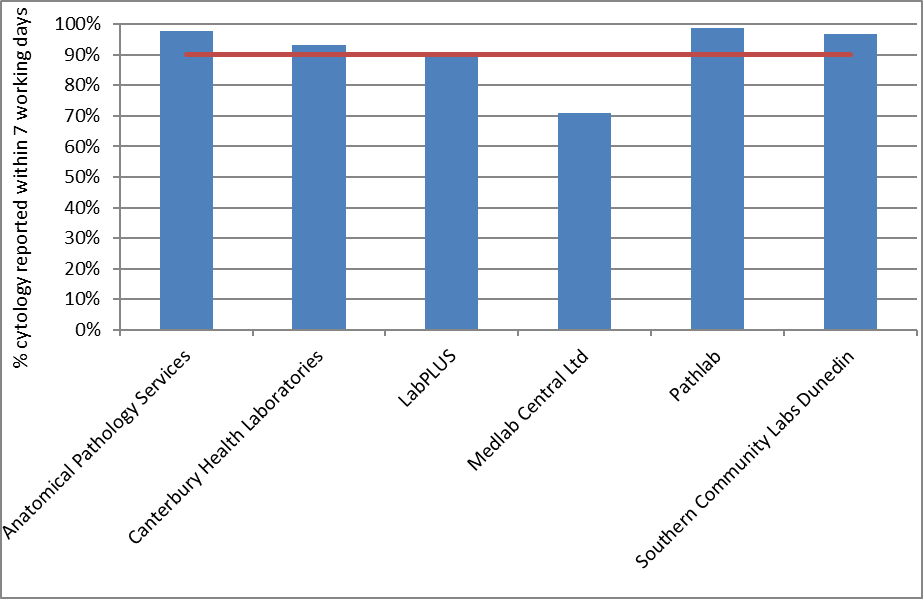 % cytology reported within 7 working days
100%
90%
80%
70%
60%
50%
40%
30%
20%
10%
0%
Anatomical Pathology Services
Canterbury Health Laboratories
LabPLUS
Medlab Central Ltd
Pathlab
Southern Community Labs Dunedin